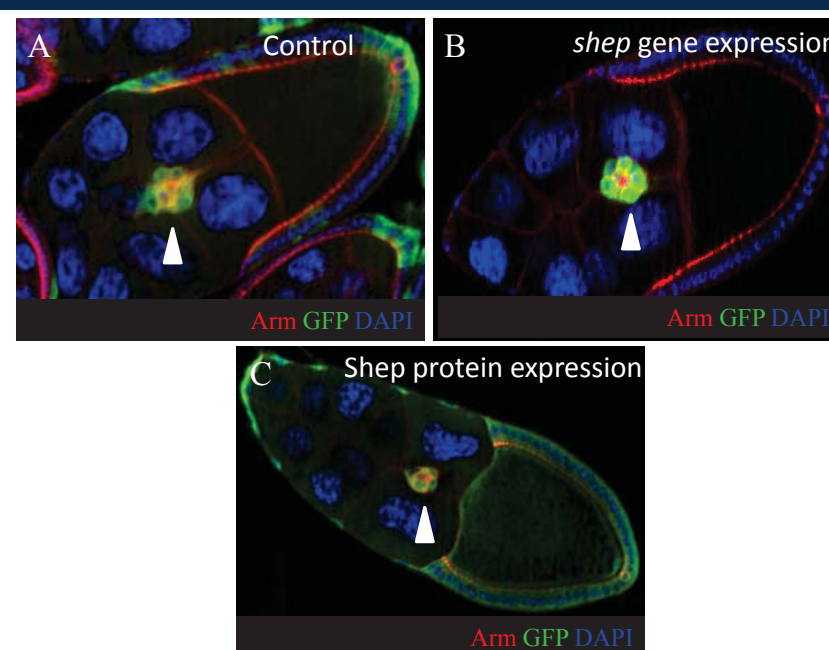 A Control
Arm GFP DAPI
B shep gene expression
Arm GFP DAPI
C Shep protein expression
Arm GFP DAPI